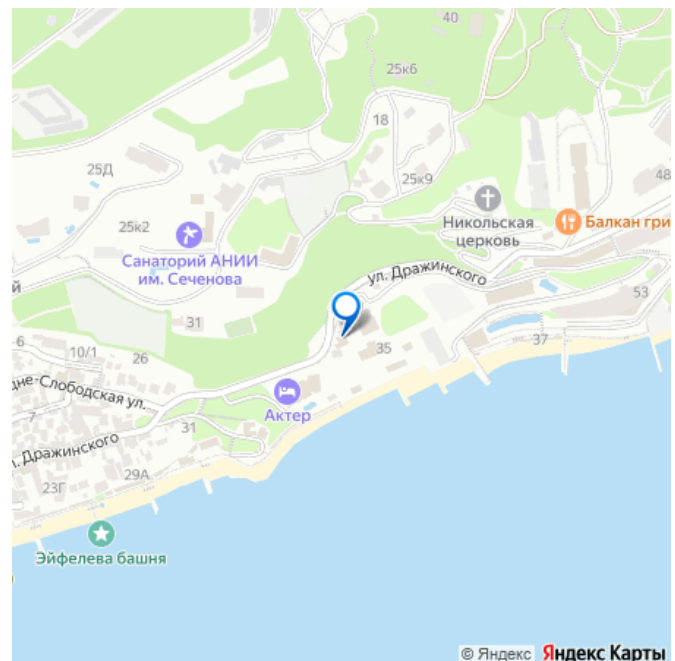 40
25к6
18
25Д
25к9
48
25к2
Никольская
церковь
Балкан гри
Санаторий АНИИ
им. Сеченова
ул. Дражинского
й
31
53
6
10/1
26
35
37
дне-Слободская ул.
Актер
7
31
л. Дражинского
29А
23Г
Эйфелева башня
© Яндекс Яндекс Карты